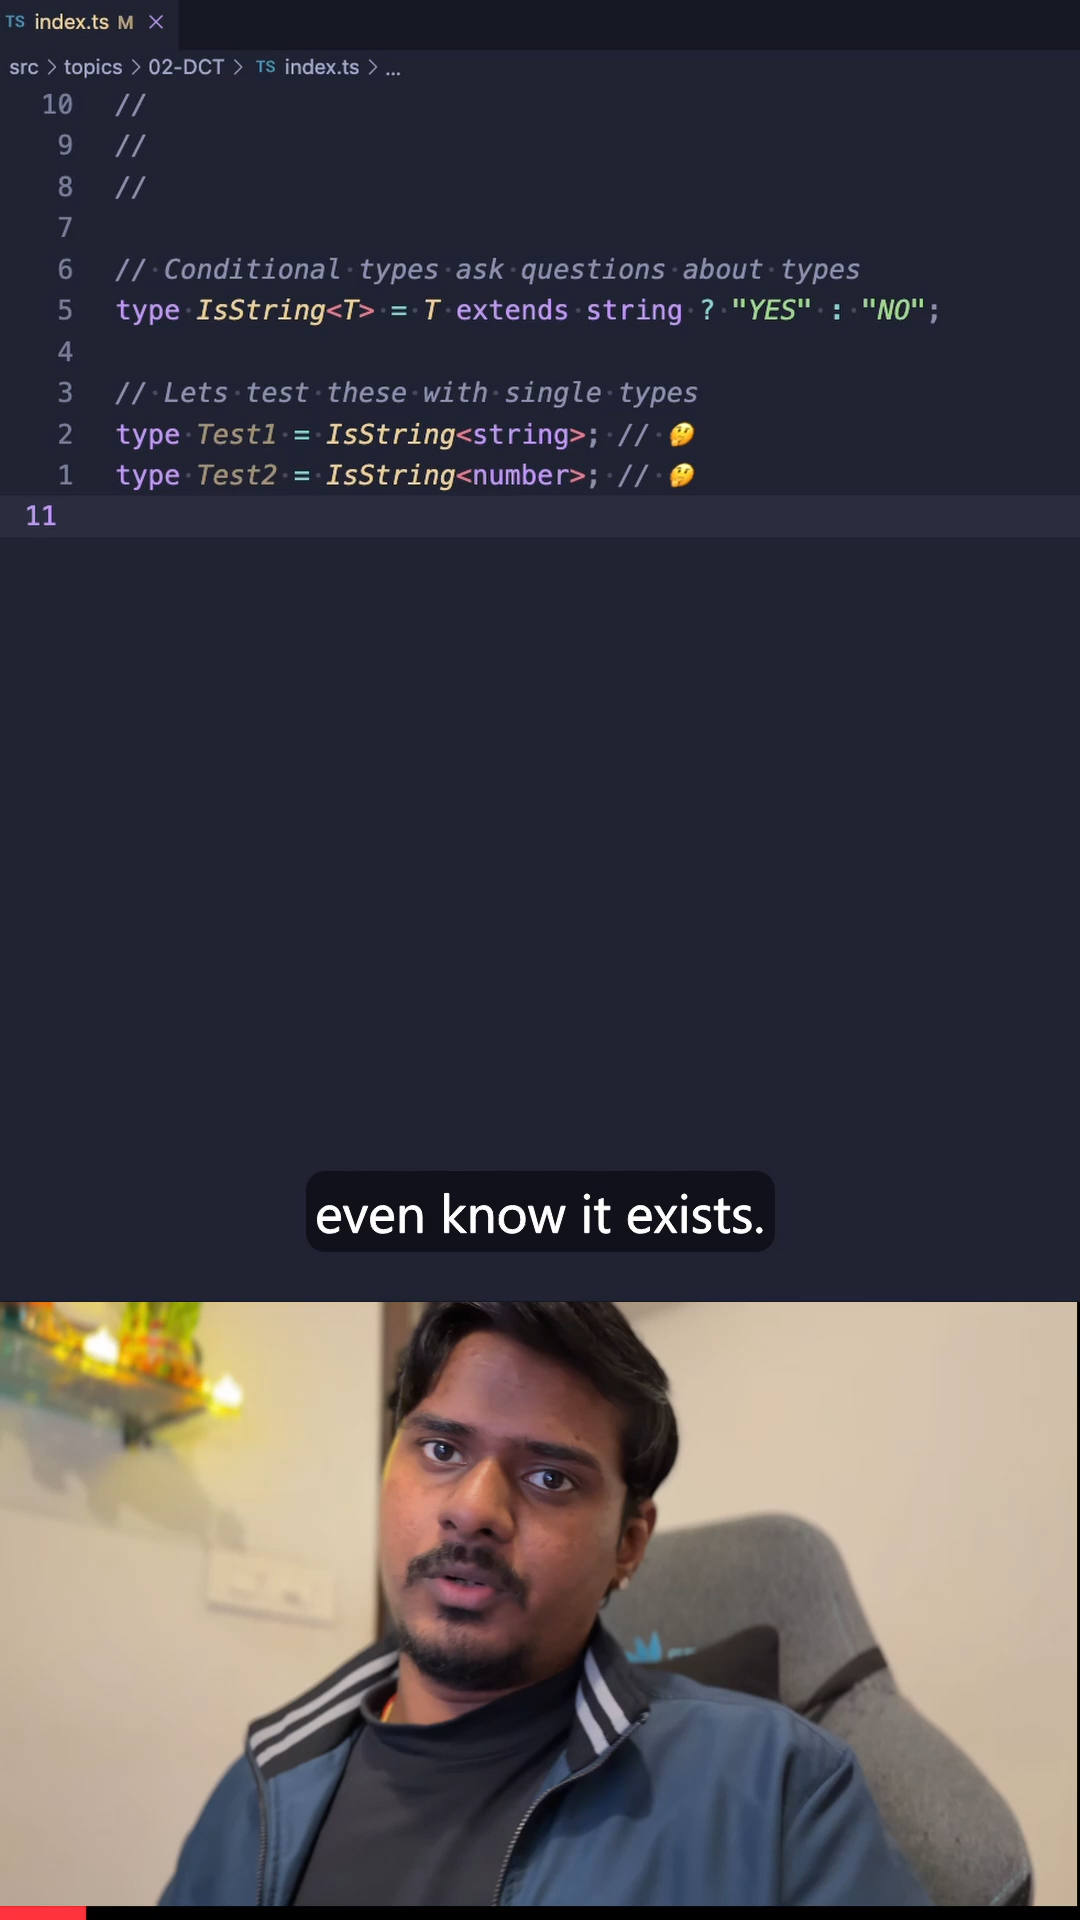 TS index.ts M ×
src > topics > 02-DCT > TS index.ts > ...
10 //
9 //
8 //
7
6 // Conditional types ask questions about types
5 type IsString<T> = T extends string ? "YES" : "NO";
4
3 // Lets test these with single types
2 type Test1 = IsString<string>; // 🤔
1 type Test2 = IsString<number>; // 🤔
11
even know it exists.